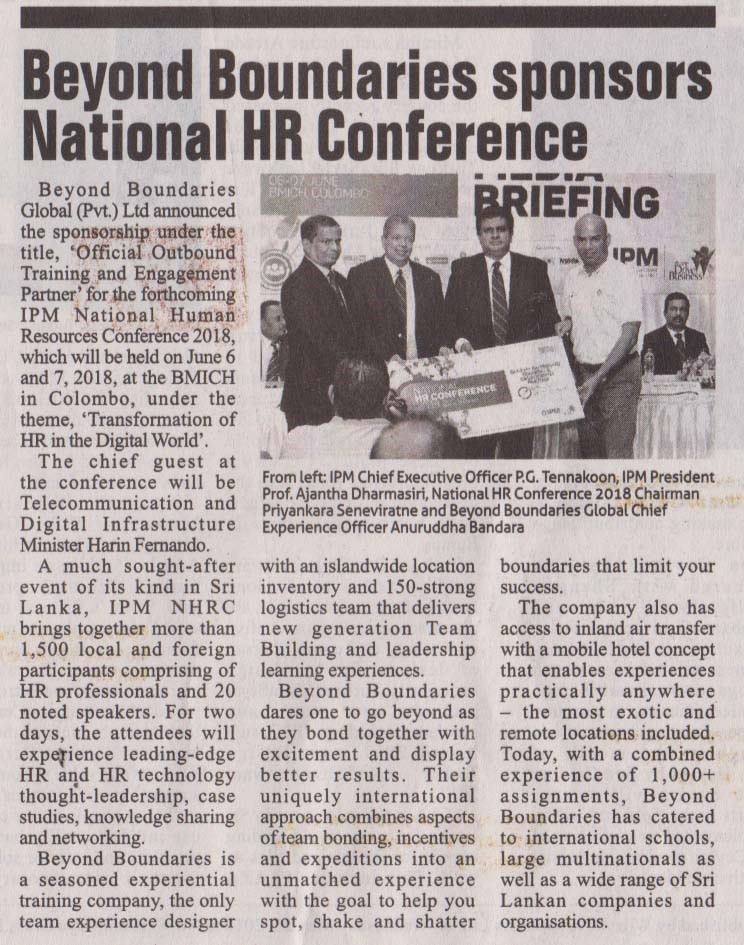 Beyond Boundaries sponsors
National HR Conference
Beyond Boundaries
Global (Pvt.) Ltd announced
the sponsorship under the
title, ‘Official Outbound
Training and Engagement
Partner’ for the forthcoming
IPM National Human
Resources Conference 2018,
which will be held on June 6
and 7, 2018, at the BMICH
in Colombo, under the
theme, ‘Transformation of
HR in the Digital World’.
The chief guest at
the conference will be
Telecommunication and
Digital Infrastructure
Minister Harin Fernando.
A much sought-after
event of its kind in Sri
Lanka, IPM NHRC
brings together more than
1,500 local and foreign
participants comprising of
HR professionals and 20
noted speakers. For two
days, the attendees will
experience leading-edge
HR and HR technology
thought-leadership, case
studies, knowledge sharing
and networking.
Beyond Boundaries is
a seasoned experiential
training company, the only
team experience designer
06-07 JUNE
BMICH COLOMBO
MEDIA
BRIEFING
IPM
NATIONAL
HR CONFERENCE
From left: IPM Chief Executive Officer P.G. Tennakoon, IPM President
Prof. Ajantha Dharmasiri, National HR Conference 2018 Chairman
Priyankara Seneviratne and Beyond Boundaries Global Chief
Experience Officer Anuruddha Bandara
with an islandwide location
inventory and 150-strong
logistics team that delivers
new generation Team
Building and leadership
learning experiences.
Beyond Boundaries
dares one to go beyond as
they bond together with
excitement and display
better results. Their
uniquely international
approach combines aspects
of team bonding, incentives
and expeditions into an
unmatched experience
with the goal to help you
spot, shake and shatter
boundaries that limit your
success.
The company also has
access to inland air transfer
with a mobile hotel concept
that enables experiences
practically anywhere
– the most exotic and
remote locations included.
Today, with a combined
experience of 1,000+
assignments, Beyond
Boundaries has catered
to international schools,
large multinationals as
well as a wide range of Sri
Lankan companies and
organisations.